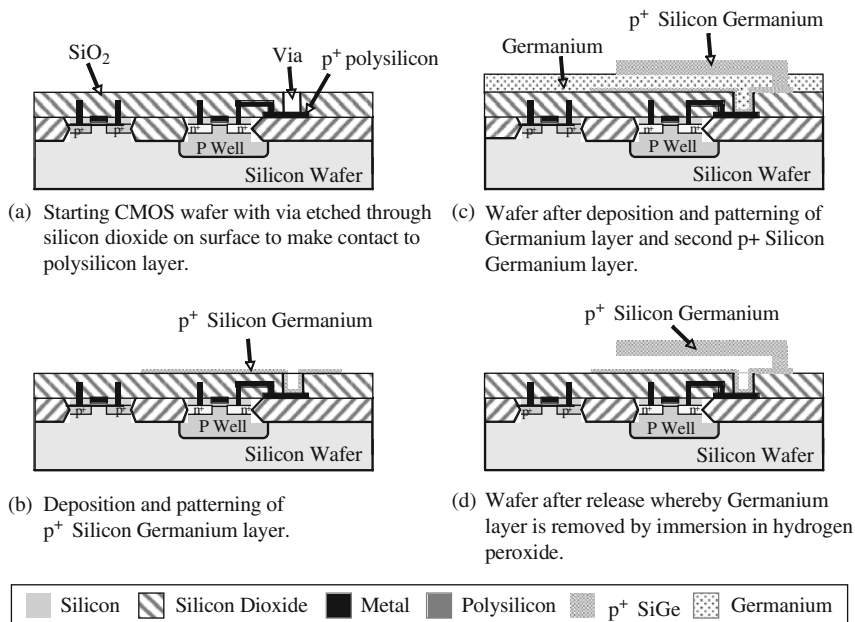 SiO2
Via
p+ polysilicon
p+ p+ n+ n+
P Well
Silicon Wafer
(a) Starting CMOS wafer with via etched through
silicon dioxide on surface to make contact to
polysilicon layer.
p+ Silicon Germanium
Germanium
p+ p+ n+ n+
P Well
Silicon Wafer
(c) Wafer after deposition and patterning of
Germanium layer and second p+ Silicon
Germanium layer.
p+ Silicon Germanium
p+ p+ n+ n+
P Well
Silicon Wafer
(b) Deposition and patterning of
p+ Silicon Germanium layer.
p+ Silicon Germanium
p+ p+ n+ n+
P Well
Silicon Wafer
(d) Wafer after release whereby Germanium
layer is removed by immersion in hydrogen
peroxide.
Silicon Silicon Dioxide Metal Polysilicon p+ SiGe Germanium